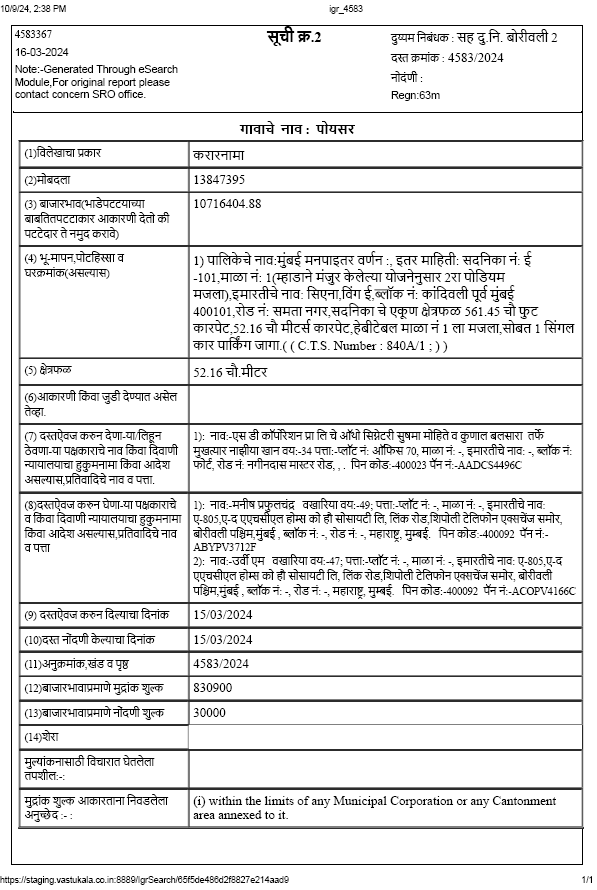 10/9/24, 2:38 PM
igr_4583
4583367
16-03-2024
Note:-Generated Through eSearch
Module,For original report please
contact concern SRO office.
सूची क्र.2
दुय्यम निबंधक : सह दु.नि. बोरीवली 2
दस्त क्रमांक : 4583/2024
नोदंणी :
Regn:63m
गावाचे नाव : पोयसर
(1)विलेखाचा प्रकार
करारनामा
(2)मोबदला
13847395
(3) बाजारभाव(भाडेपटटयाच्या
बाबतितपटटाकार आकारणी देतो की
पटटेदार ते नमुद करावे)
10716404.88
(4) भू-मापन,पोटहिस्सा व
घरक्रमांक(असल्यास)
1) पालिकेचे नाव:मुंबई मनपाइतर वर्णन :, इतर माहिती: सदनिका नं: ई
-101,माळा नं: 1(म्हाडाने मंजुर केलेल्या योजनेनुसार 2रा पोडियम
मजला),इमारतीचे नाव: सिएना,विंग ई,ब्लॉक नं: कांदिवली पूर्व मुंबई
400101,रोड नं: समता नगर,सदनिका चे एकूण क्षेत्रफळ 561.45 चौ फुट
कारपेट,52.16 चौ मीटर्स कारपेट,हेबीटेबल माळा नं 1 ला मजला,सोबत 1 सिंगल
कार पार्किंग जागा.( ( C.T.S. Number : 840A/1 ; ) )
(5) क्षेत्रफळ
52.16 चौ.मीटर
(6)आकारणी किंवा जुडी देण्यात असेल
तेव्हा.
(7) दस्तऐवज करुन देणा-या/लिहून
ठेवणा-या पक्षकाराचे नाव किंवा दिवाणी
न्यायालयाचा हुकुमनामा किंवा आदेश
असल्यास,प्रतिवादिचे नाव व पत्ता.
1): नाव:-एस डी कॉर्पोरेशन प्रा लि चे ऑथो सिग्नेटरी सुषमा मोहिते व कुणाल बलसारा तर्फे
मुखत्यार नाझीया खान वय:-34 पत्ता:-प्लॉट नं: ऑफिस 70, माळा नं: -, इमारतीचे नाव: -, ब्लॉक नं:
फोर्ट, रोड नं: नगीनदास मास्टर रोड, , . पिन कोड:-400023 पॅन नं:-AADCS4496C
(8)दस्तऐवज करुन घेणा-या पक्षकाराचे
व किंवा दिवाणी न्यायालयाचा हुकुमनामा
किंवा आदेश असल्यास,प्रतिवादिचे नाव
व पत्ता
1): नाव:-मनीष प्रफुलचंद्र वखारिया वय:-49; पत्ता:-प्लॉट नं: -, माळा नं: -, इमारतीचे नाव:
ए-805,ए-द एएचसीएल होम्स को हौ सोसायटी लि, लिंक रोड,शिपोली टेलिफोन एक्सचेंज समोर,
बोरीवली पश्चिम,मुंबई , ब्लॉक नं: -, रोड नं: -, महाराष्ट्र, मुम्बई. पिन कोड:-400092 पॅन नं:-
ABYPV3712F
2): नाव:-उर्वी एम वखारिया वय:-47; पत्ता:-प्लॉट नं: -, माळा नं: -, इमारतीचे नाव: ए-805,ए-द
एएचसीएल होम्स को हौ सोसायटी लि, लिंक रोड,शिपोली टेलिफोन एक्सचेंज समोर, बोरीवली
पश्चिम,मुंबई , ब्लॉक नं: -, रोड नं: -, महाराष्ट्र, मुम्बई. पिन कोड:-400092 पॅन नं:-ACOPV4166C
(9) दस्तऐवज करुन दिल्याचा दिनांक
15/03/2024
(10)दस्त नोंदणी केल्याचा दिनांक
15/03/2024
(11)अनुक्रमांक,खंड व पृष्ठ
4583/2024
(12)बाजारभावाप्रमाणे मुद्रांक शुल्क
830900
(13)बाजारभावाप्रमाणे नोंदणी शुल्क
30000
(14)शेरा
मुल्यांकनासाठी विचारात घेतलेला
तपशील:-:
मुद्रांक शुल्क आकारताना निवडलेला
अनुच्छेद :- :
(i) within the limits of any Municipal Corporation or any Cantonment
area annexed to it.
https://staging.vastukala.co.in:8889/IgrSearch/65f5de486d2f8827e214aad9
1/1